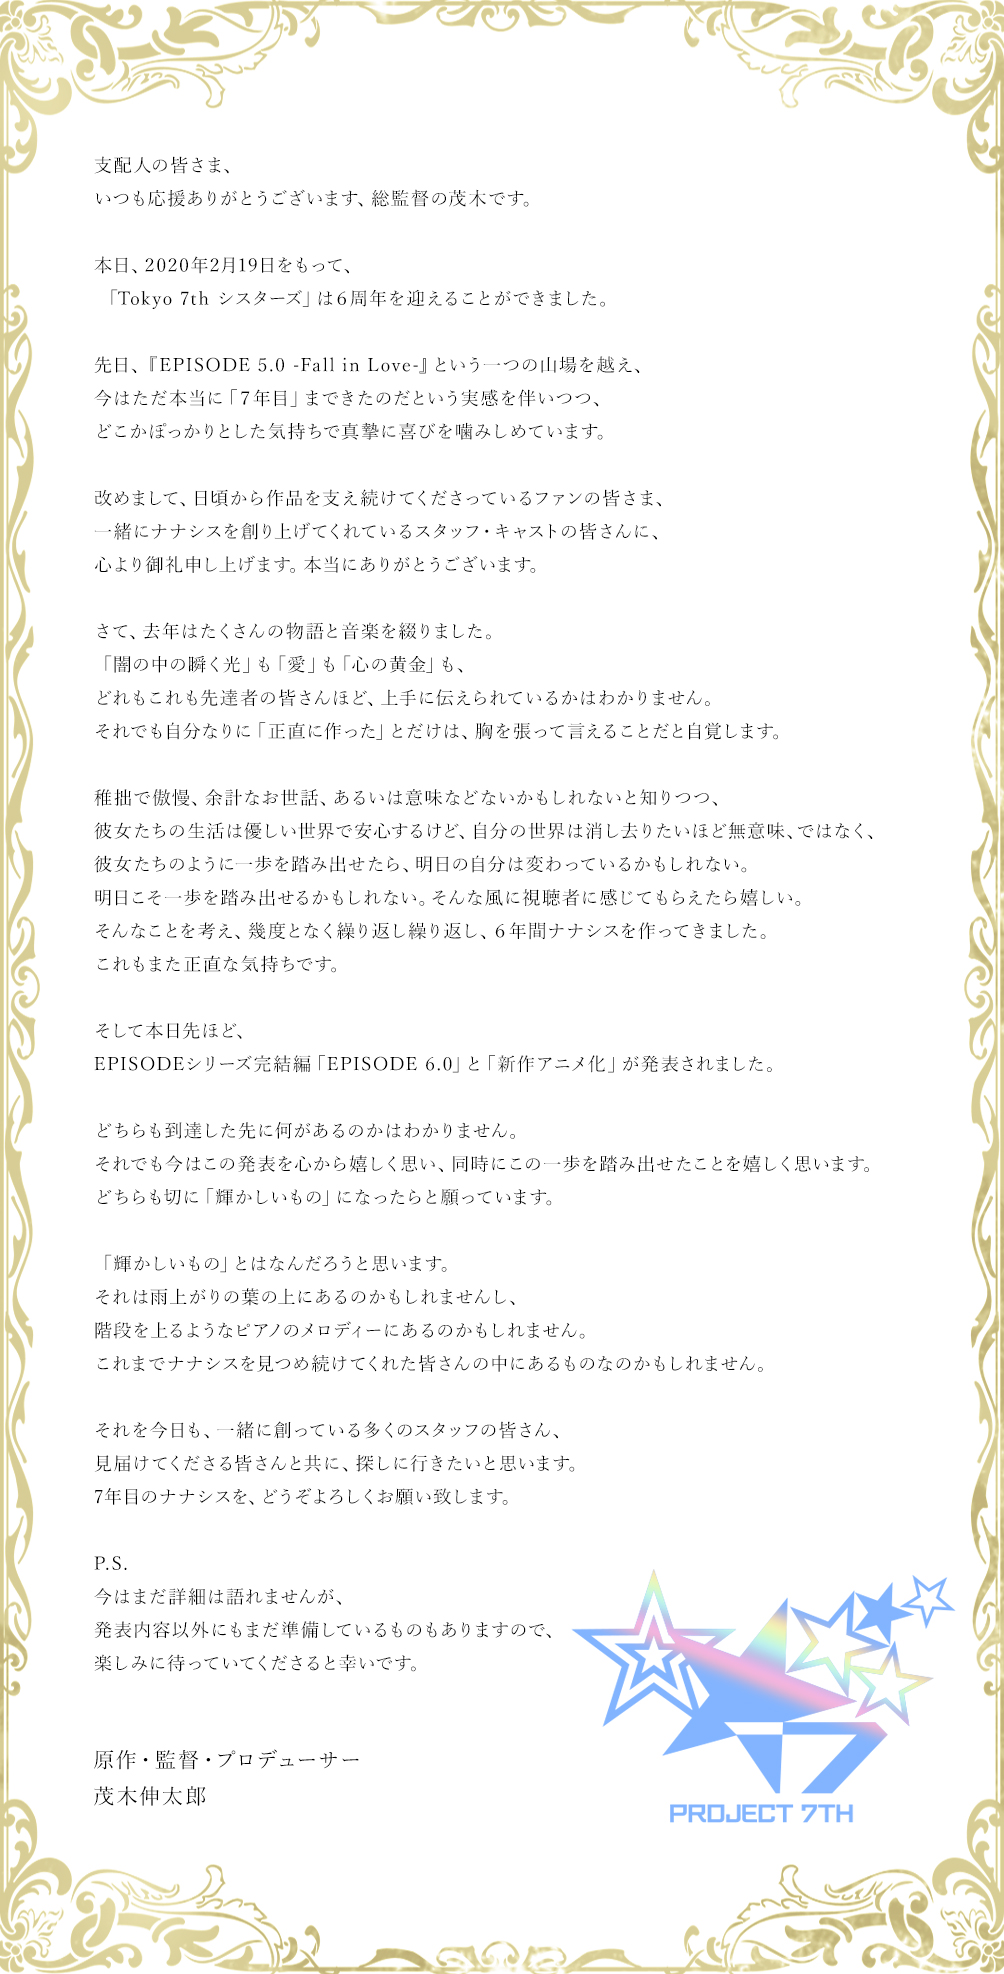 支配人の皆さま、
いつも応援ありがとうございます、総監督の茂木です。
本日、2020年2月19日をもって、
「Tokyo 7th シスターズ」は６周年を迎えることができました。
先日、『EPISODE 5.0 -Fall in Love-』という一つの山場を越え、
今はただ本当に「７年目」まできたのだという実感を伴いつつ、
どこかぽっかりとした気持ちで真摯に喜びを噛みしめています。
改めまして、日頃から作品を支え続けてくださっているファンの皆さま、
一緒にナナシスを創り上げてくれているスタッフ・キャストの皆さんに、
心より御礼申し上げます。本当にありがとうございます。
さて、去年はたくさんの物語と音楽を綴りました。
「闇の中の瞬く光」も「愛」も「心の黄金」も、
どれもこれも先達者の皆さんほど、上手に伝えられているかはわかりません。
それでも自分なりに「正直に作った」とだけは、胸を張って言えることだと自覚します。
稚拙で傲慢、余計なお世話、あるいは意味などないかもしれないと知りつつ、
彼女たちの生活は優しい世界で安心するけど、自分の世界は消し去りたいほど無意味、ではなく、
彼女たちのように一歩を踏み出せたら、明日の自分は変わっているかもしれない。
明日こそ一歩を踏み出せるかもしれない。そんな風に視聴者に感じてもらえたら嬉しい。
そんなことを考え、幾度となく繰り返し繰り返し、６年間ナナシスを作ってきました。
これもまた正直な気持ちです。
そして本日先ほど、
EPISODEシリーズ完結編「EPISODE 6.0」と「新作アニメ化」が発表されました。
どちらも到達した先に何があるのかはわかりません。
それでも今はこの発表を心から嬉しく思い、同時にこの一歩を踏み出せたことを嬉しく思います。
どちらも切に「輝かしいもの」になったらと願っています。
「輝かしいもの」とはなんだろうと思います。
それは雨上がりの葉の上にあるのかもしれませんし、
階段を上るようなピアノのメロディーにあるのかもしれません。
これまでナナシスを見つめ続けてくれた皆さんの中にあるものなのかもしれません。
それを今日も、一緒に創っている多くのスタッフの皆さん、
見届けてくださる皆さんと共に、探しに行きたいと思います。
7年目のナナシスを、どうぞよろしくお願い致します。
P.S.
今はまだ詳細は語れませんが、
発表内容以外にもまだ準備しているものもありますので、
楽しみに待っていてくださると幸いです。
原作・監督・プロデューサー
茂木伸太郎
7
PROJECT 7TH